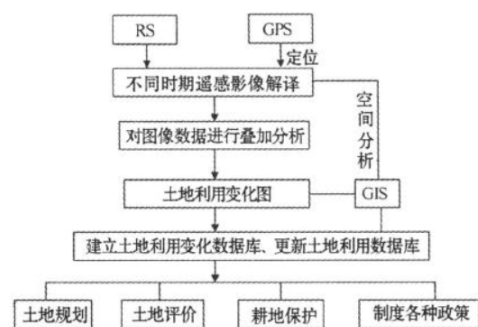 RS
GPS
定位
不同时期遥感影像解译
空间分析
对图像数据进行叠加分析
土地利用变化图
GIS
建立土地利用变化数据库、更新土地利用数据库
土地规划
土地评价
耕地保护
制度各种政策